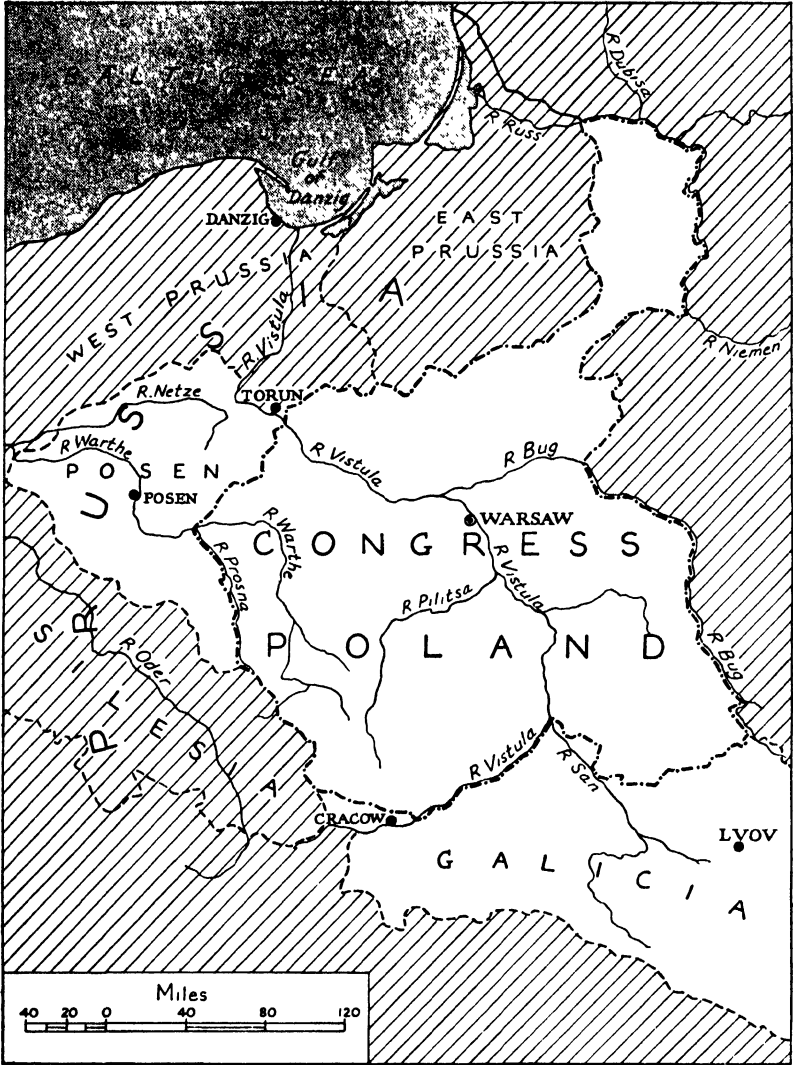 BALTIC SEA
R Dubisa
R Russ
Gulf
of
Danzig
DANZIG
EAST
PRUSSIA
WEST PRUSSIA
R Vistula
R Niemen
PRUSSIA
R. Netze
TORUN
R Warthe
POSEN
POSEN
R Vistula
R Bug
WARSAW
CONGRESS
R Warthe
R Prosna
R Pilitsa
R Vistula
POLAND
R Bug
R Oder
SILESIA
R Vistula
R San
CRACOW
LVOV
GALICIA
Miles
40 20 0 40 80 120